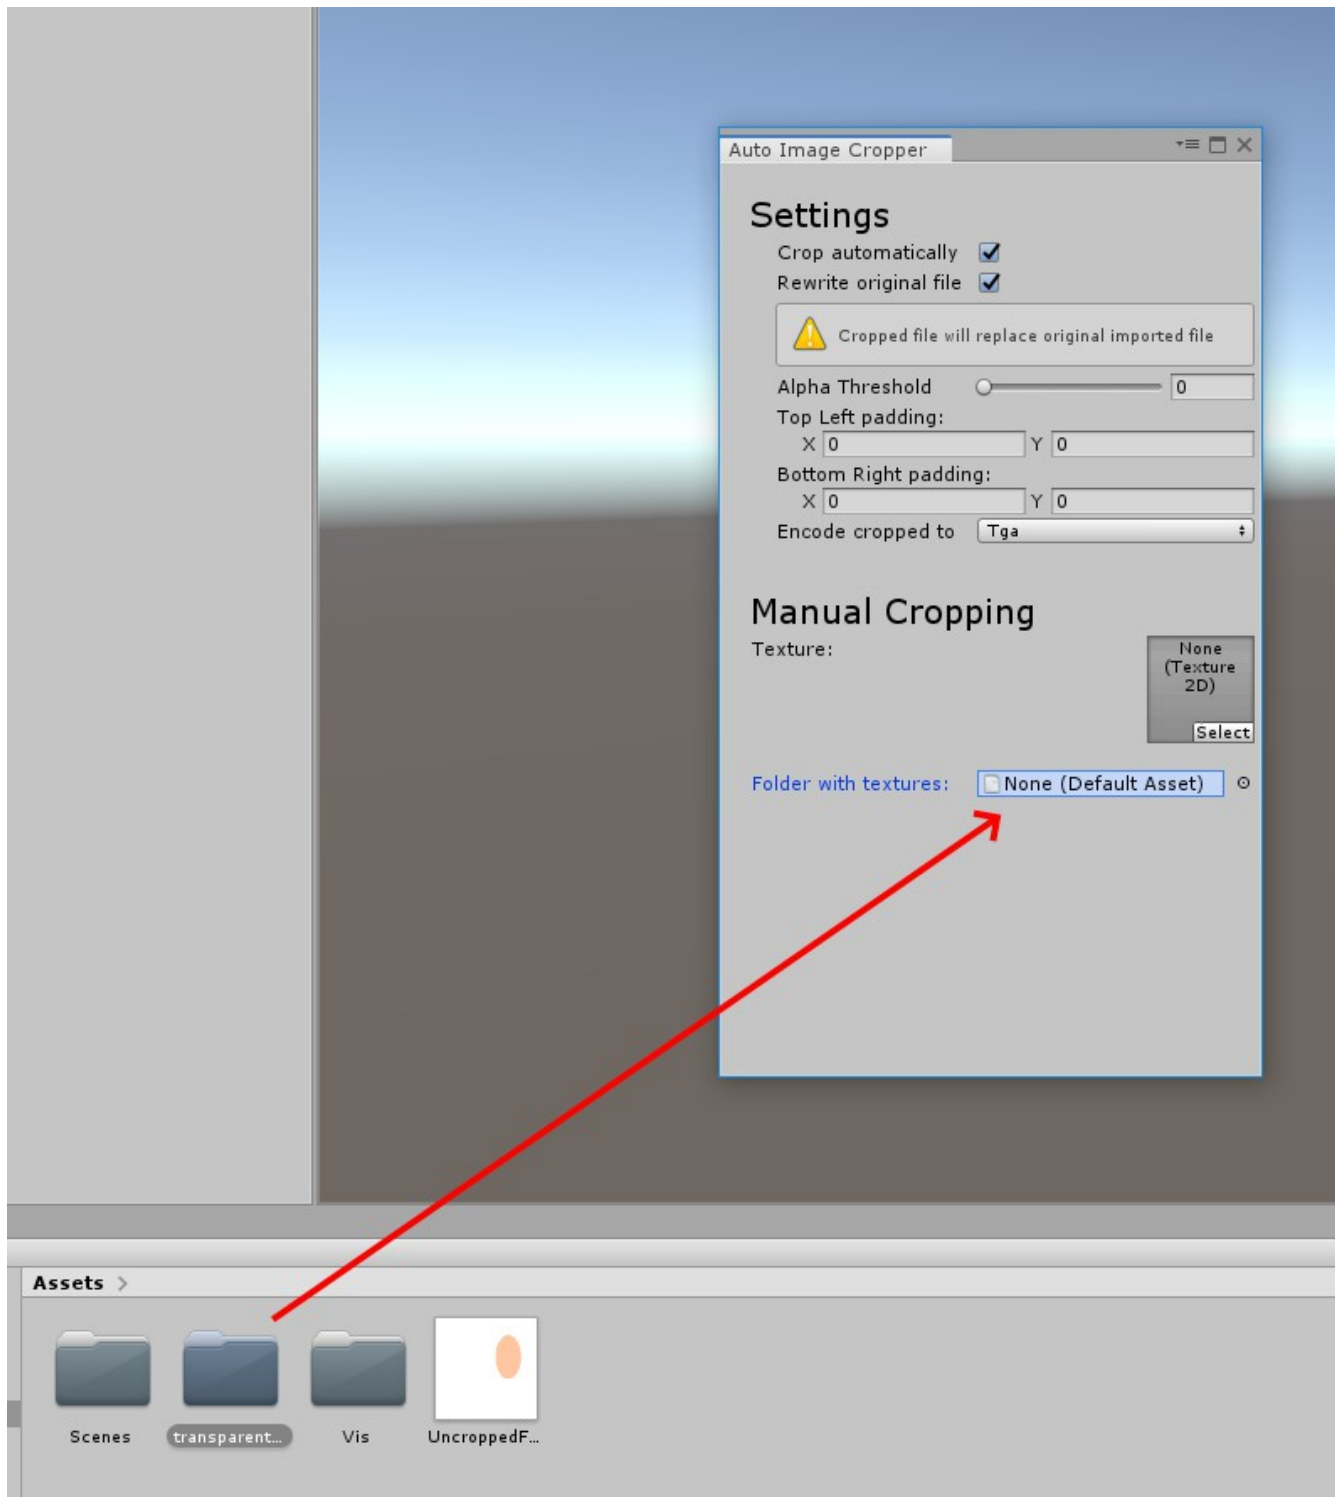 Auto Image Cropper
Settings
Crop automatically
Rewrite original file
Cropped file will replace original imported file
Alpha Threshold 0
Top Left padding:
X 0 Y 0
Bottom Right padding:
X 0 Y 0
Encode cropped to Tga
Manual Cropping
Texture:
None
(Texture
2D)
Select
Folder with textures: None (Default Asset)
Assets >
Scenes transparent... Vis UncroppedF...